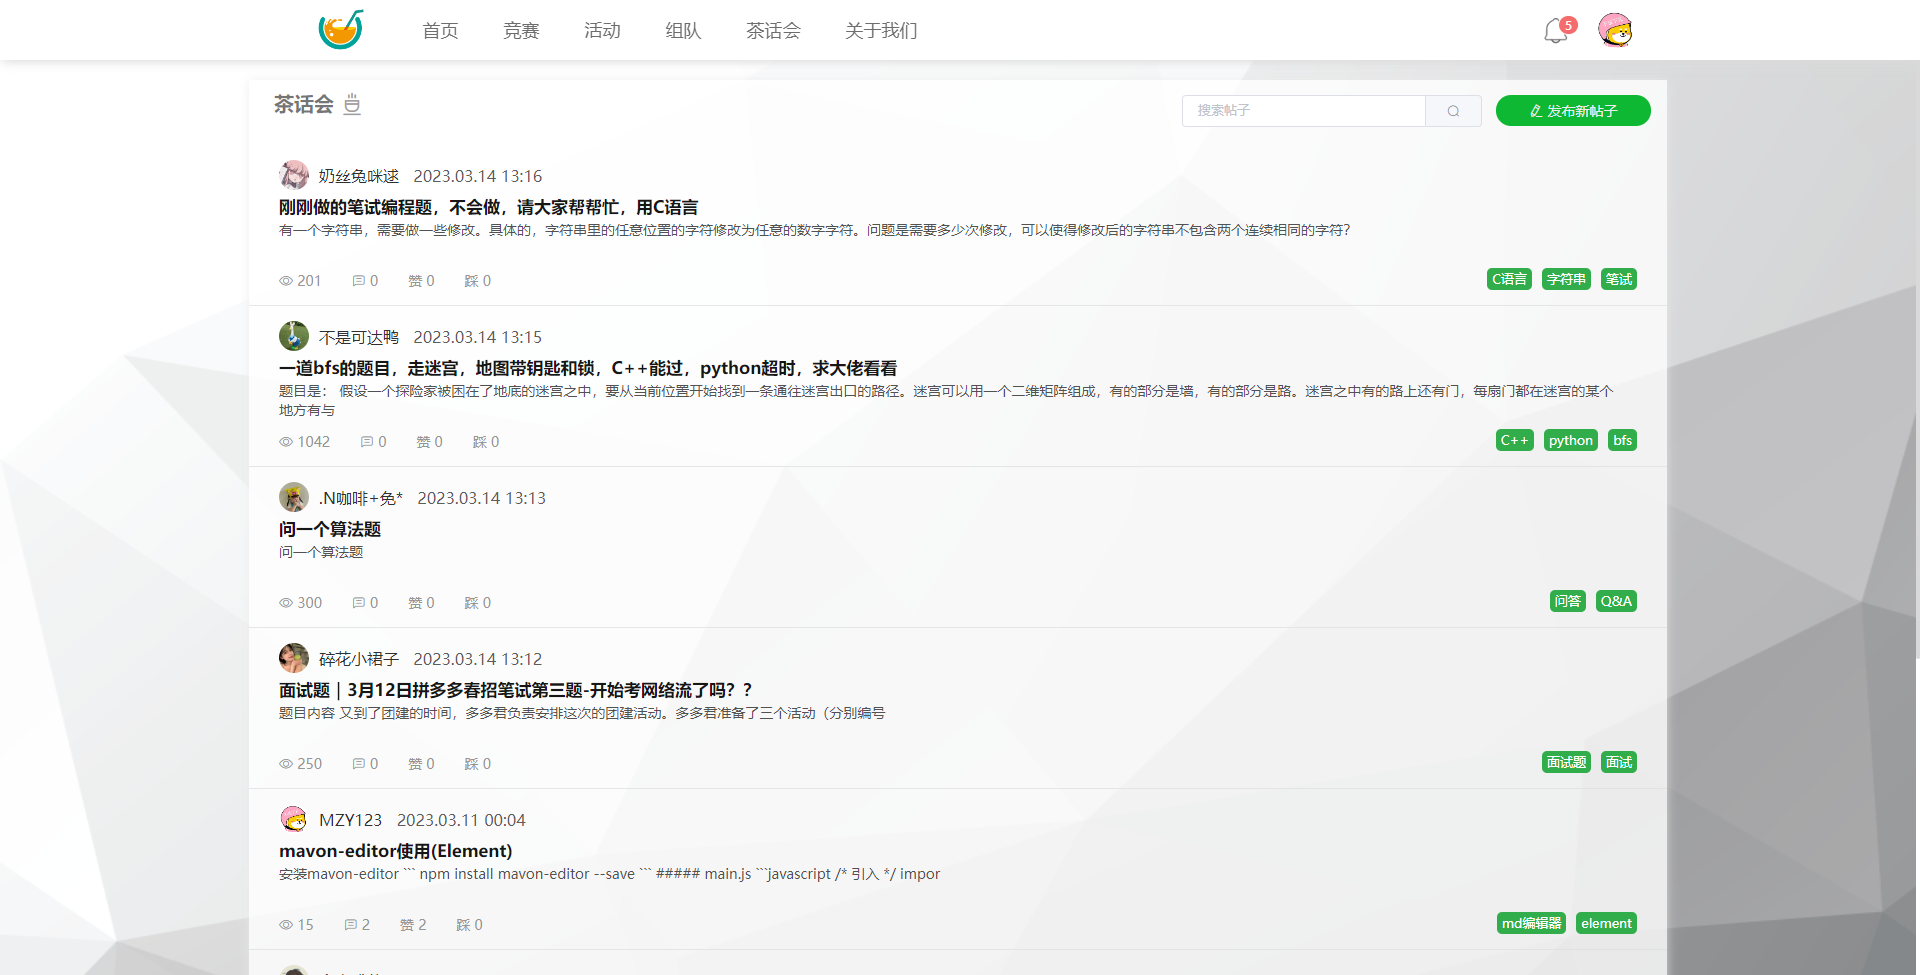 首页 竞赛 活动 组队 茶话会 关于我们 5
茶话会 搜索帖子 发布新帖子
奶丝兔咪逑 2023.03.14 13:16
刚刚做的笔试编程题，不会做，请大家帮帮忙，用C语言
有一个字符串，需要做一些修改。具体的，字符串里的任意位置的字符修改为任意的数字字符。问题是需要多少次修改，可以使得修改后的字符串不包含两个连续相同的字符？
201 0 赞 0 踩 0 C语言 字符串 笔试
不是可达鸭 2023.03.14 13:15
一道bfs的题目，走迷宫，地图带钥匙和锁，C++能过，python超时，求大佬看看
题目是： 假设一个探险家被困在了地底的迷宫之中，要从当前位置开始找到一条通往迷宫出口的路径。迷宫可以用一个二维矩阵组成，有的部分是墙，有的部分是路。迷宫之中有的路上还有门，每扇门都在迷宫的某个
地方有与
1042 0 赞 0 踩 0 C++ python bfs
.N咖啡+免* 2023.03.14 13:13
问一个算法题
问一个算法题
300 0 赞 0 踩 0 问答 Q&A
碎花小裙子 2023.03.14 13:12
面试题 | 3月12日拼多多春招笔试第三题-开始考网络流了吗？？
题目内容 又到了团建的时间，多多君负责安排这次的团建活动。多多君准备了三个活动（分别编号
250 0 赞 0 踩 0 面试题 面试
MZY123 2023.03.11 00:04
mavon-editor使用(Element)
安装mavon-editor ``` npm install mavon-editor --save ``` ##### main.js ```javascript /* 引入 */ impor
15 2 赞 2 踩 0 md编辑器 element